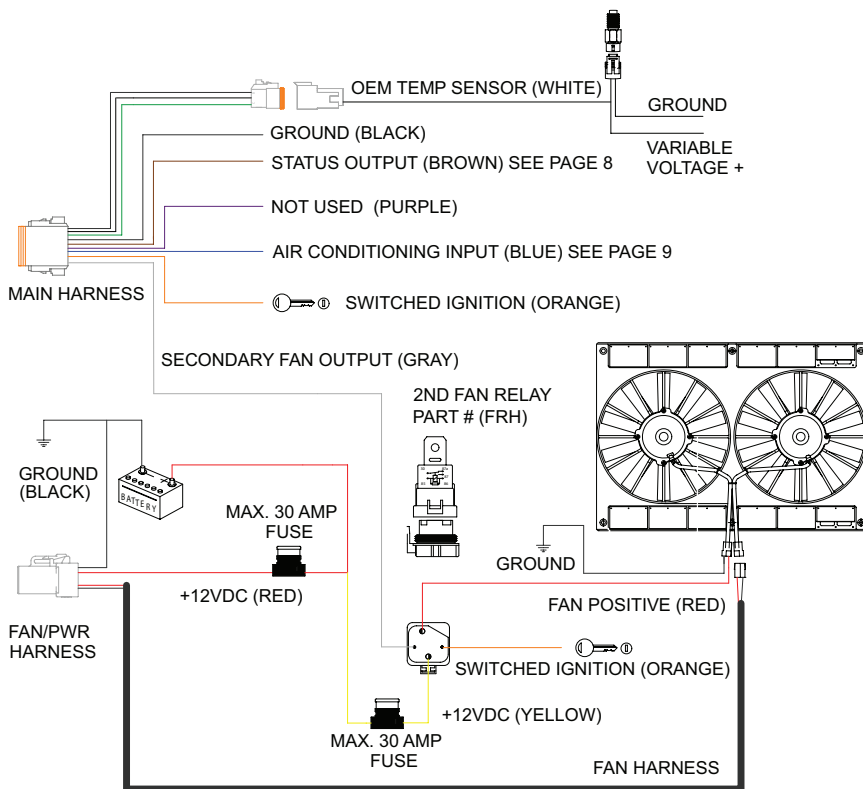 OEM TEMP SENSOR (WHITE)
GROUND
VARIABLE
VOLTAGE +
GROUND (BLACK)
STATUS OUTPUT (BROWN) SEE PAGE 8
NOT USED (PURPLE)
AIR CONDITIONING INPUT (BLUE) SEE PAGE 9
MAIN HARNESS
SWITCHED IGNITION (ORANGE)
SECONDARY FAN OUTPUT (GRAY)
2ND FAN RELAY
PART # (FRH)
GROUND
(BLACK)
BATTERY
MAX. 30 AMP
FUSE
GROUND
+12VDC (RED)
FAN POSITIVE (RED)
FAN/PWR
HARNESS
SWITCHED IGNITION (ORANGE)
+12VDC (YELLOW)
MAX. 30 AMP
FUSE
FAN HARNESS